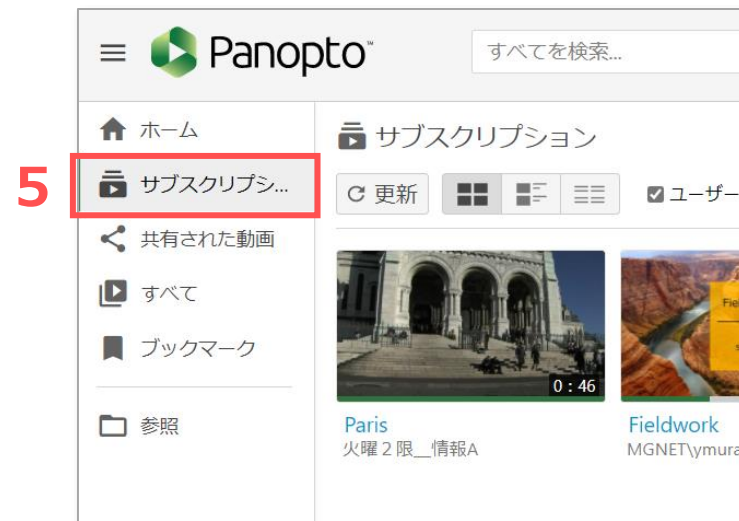 Panopto™
すべてを検索...
ホーム
サブスクリプション
5
サブスクリプシ...
更新
ユーザー
共有された動画
すべて
ブックマーク
0:46
参照
Paris
Fieldwork
火曜2限__情報A
MGNET\ymura